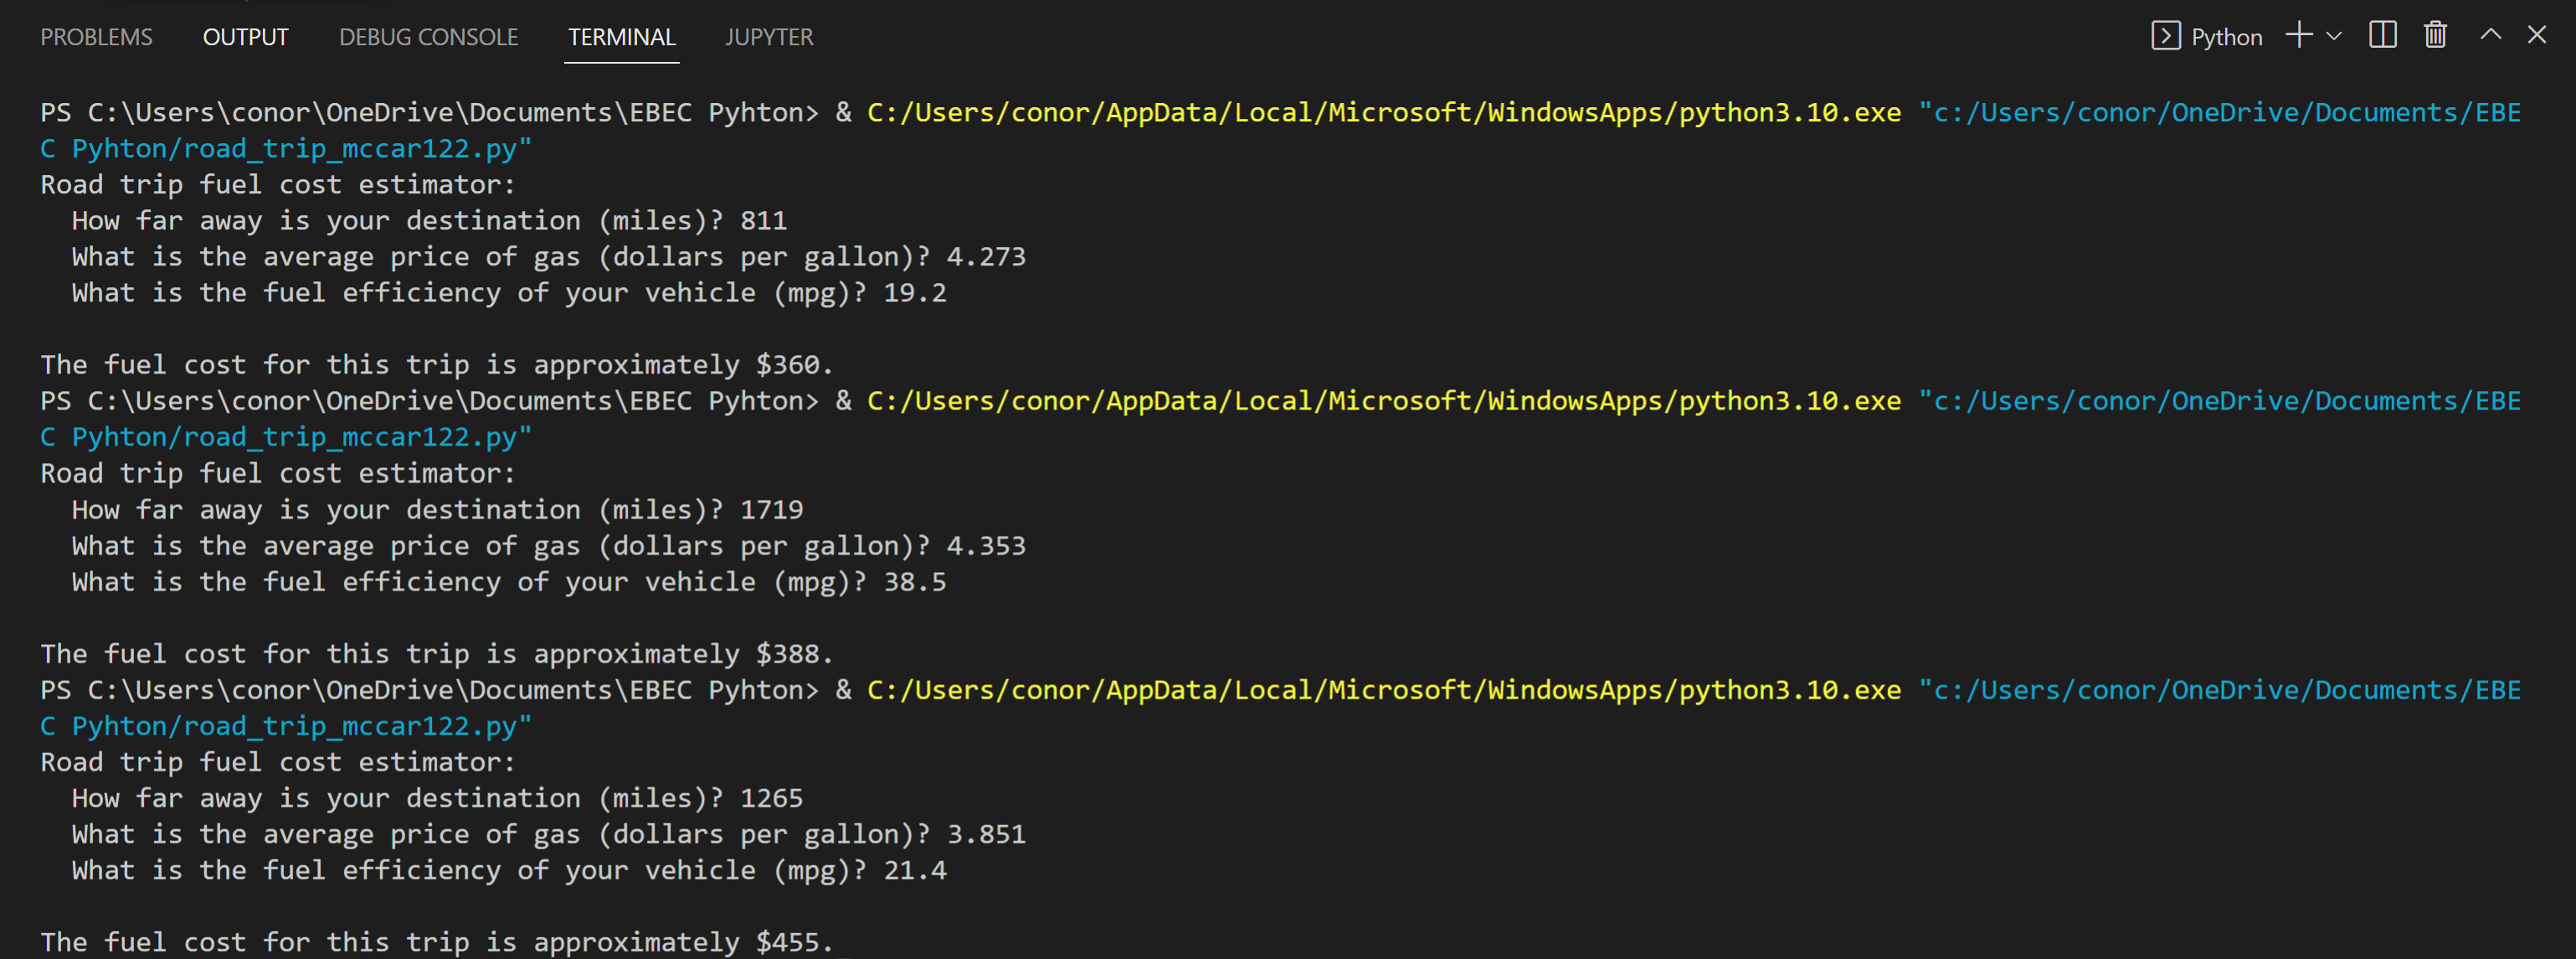 PROBLEMS OUTPUT DEBUG CONSOLE TERMINAL JUPYTER Python
PS C:\Users\conor\OneDrive\Documents\EBEC Pyhton> & C:/Users/conor/AppData/Local/Microsoft/WindowsApps/python3.10.exe "c:/Users/conor/OneDrive/Documents/EBE
C Pyhton/road_trip_mccar122.py"
Road trip fuel cost estimator:
  How far away is your destination (miles)? 811
  What is the average price of gas (dollars per gallon)? 4.273
  What is the fuel efficiency of your vehicle (mpg)? 19.2
The fuel cost for this trip is approximately $360.
PS C:\Users\conor\OneDrive\Documents\EBEC Pyhton> & C:/Users/conor/AppData/Local/Microsoft/WindowsApps/python3.10.exe "c:/Users/conor/OneDrive/Documents/EBE
C Pyhton/road_trip_mccar122.py"
Road trip fuel cost estimator:
  How far away is your destination (miles)? 1719
  What is the average price of gas (dollars per gallon)? 4.353
  What is the fuel efficiency of your vehicle (mpg)? 38.5
The fuel cost for this trip is approximately $388.
PS C:\Users\conor\OneDrive\Documents\EBEC Pyhton> & C:/Users/conor/AppData/Local/Microsoft/WindowsApps/python3.10.exe "c:/Users/conor/OneDrive/Documents/EBE
C Pyhton/road_trip_mccar122.py"
Road trip fuel cost estimator:
  How far away is your destination (miles)? 1265
  What is the average price of gas (dollars per gallon)? 3.851
  What is the fuel efficiency of your vehicle (mpg)? 21.4
The fuel cost for this trip is approximately $455.